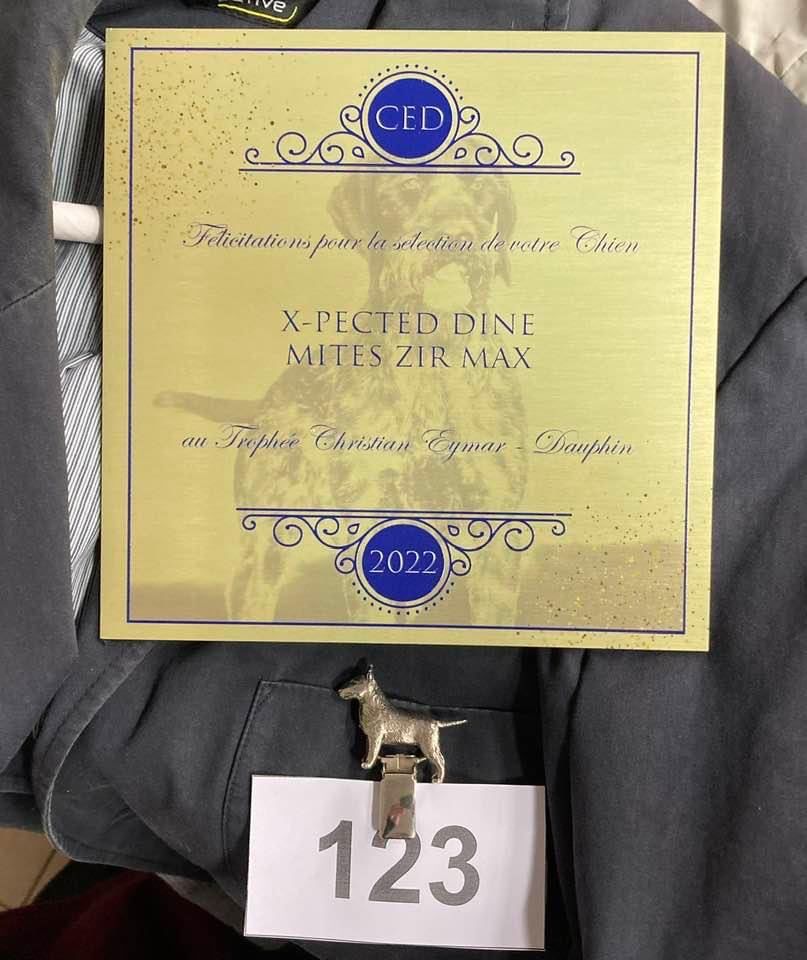 CED
Félicitations pour la sélection de votre Chien
X-PECTED DINE
MITES ZIR MAX
au Trophée Christian Eymar - Dauphin
2022
123